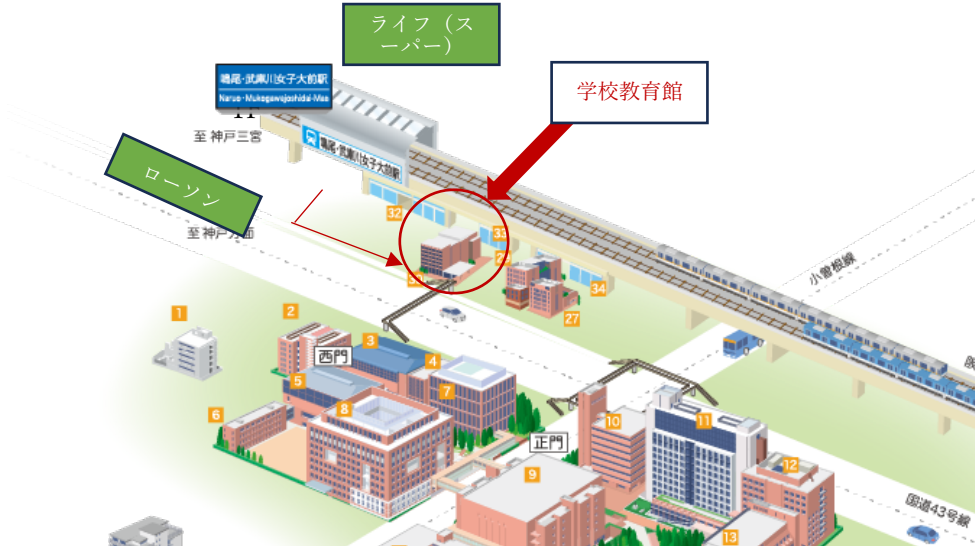 ライフ（ス
ーパー）
鳴尾・武庫川女子大前駅
Naruo・Mukogawajoshidai-Mae
学校教育館
至 神戸三宮
鳴尾・武庫川女子大前駅
ローソン
32
33
至 神戸方面
小曽根線
34
27
1
2
3
西門
4
5
7
8
6
10
11
正門
9
12
国道43号線
13